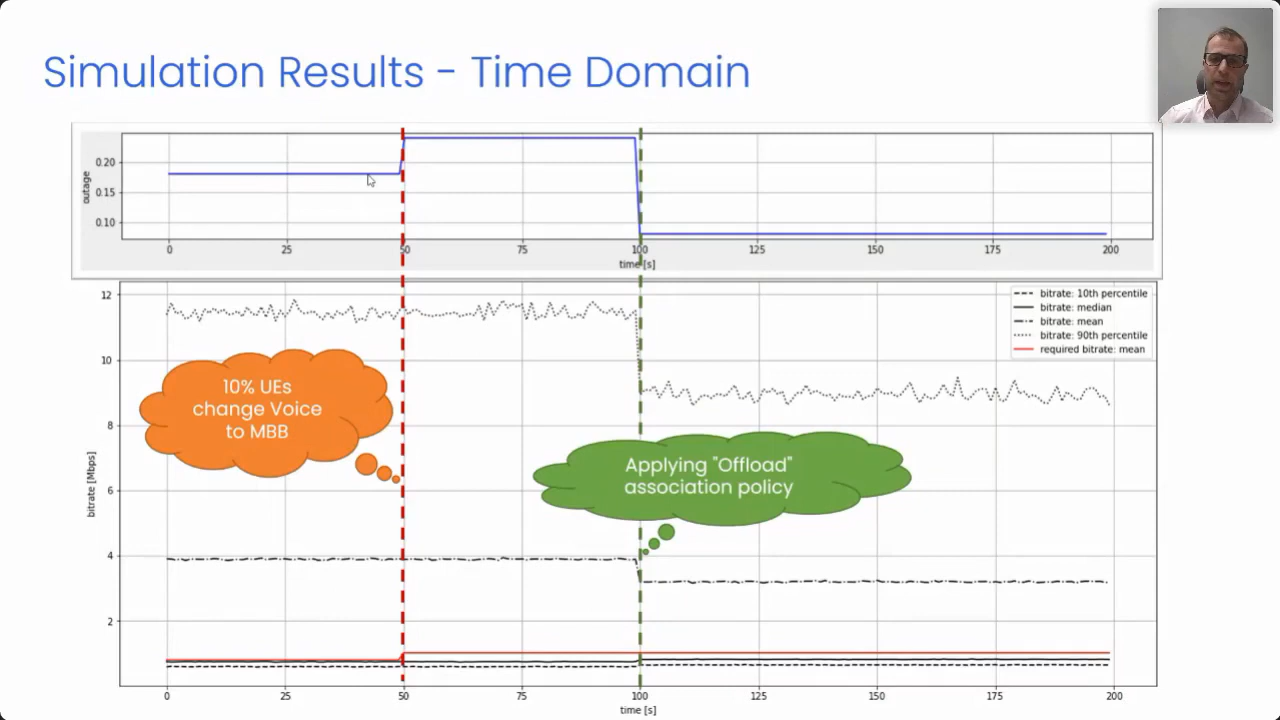 Simulation Results - Time Domain
outage
0.20
0.15
0.10
0 25 50 75 100 125 150 175 200
time [s]
bitrate [Mbps]
12
10
8
6
4
2
bitrate: 10th percentile
bitrate: median
bitrate: mean
bitrate: 90th percentile
required bitrate: mean
10% UEs
change Voice
to MBB
Applying "Offload"
association policy
0 25 50 75 100 125 150 175 200
time [s]